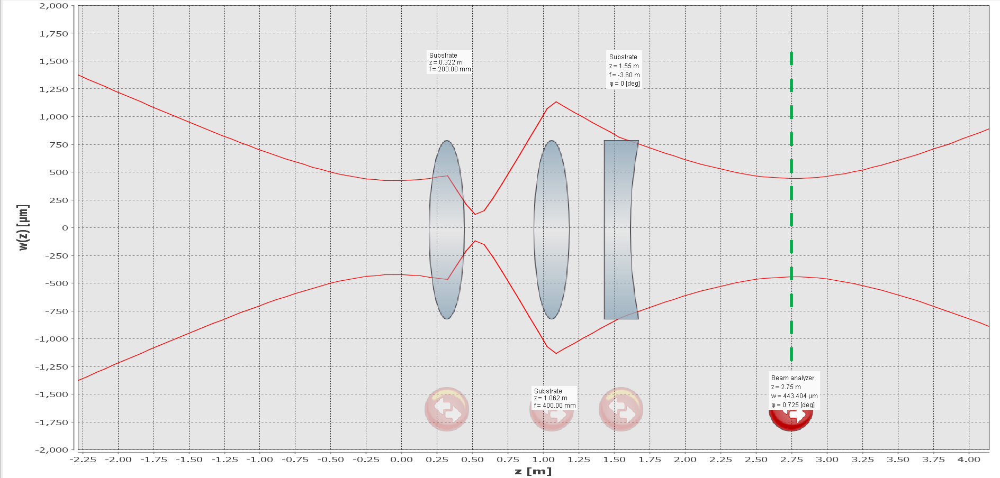 2,000
1,750
1,500
1,250
1,000
750
500
250
0
-250
-500
-750
-1,000
-1,250
-1,500
-1,750
-2,000
w(z) [µm]
Substrate
z = 0.322 m
f = 200.00 mm
Substrate
z = 1.55 m
f = -3.60 m
φ = 0 [deg]
Substrate
z = 1.062 m
f = 400.00 mm
Beam analyzer
z = 2.75 m
w = 443.404 µm
φ = 0.725 [deg]
-2.25 -2.00 -1.75 -1.50 -1.25 -1.00 -0.75 -0.50 -0.25 0.00 0.25 0.50 0.75 1.00 1.25 1.50 1.75 2.00 2.25 2.50 2.75 3.00 3.25 3.50 3.75 4.00
z [m]